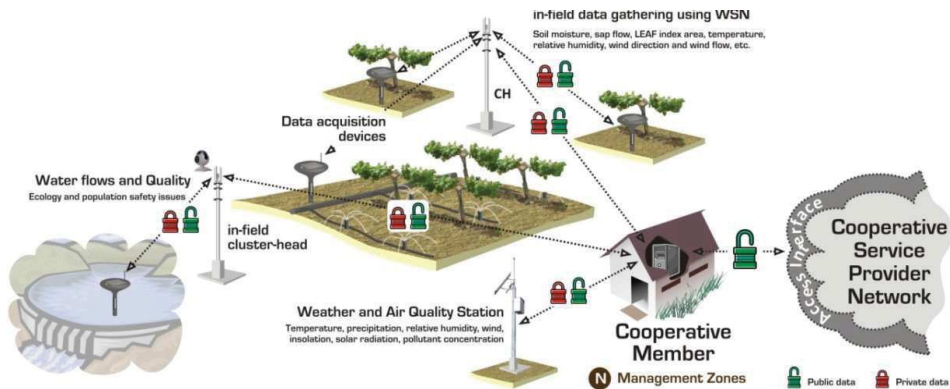 in-field data gathering using WSN
Soil moisture, sap flow, LEAF index area, temperature,
relative humidity, wind direction and wind flow, etc.
CH
Data acquisition
devices
Water flows and Quality
Ecology and population safety issues
in-field
cluster-head
Weather and Air Quality Station
Temperature, precipitation, relative humidity, wind,
insolation, solar radiation, pollutant concentration
Cooperative
Member
N Management Zones
Access Inerface
Cooperative
Service
Provider
Network
Public data
Private data